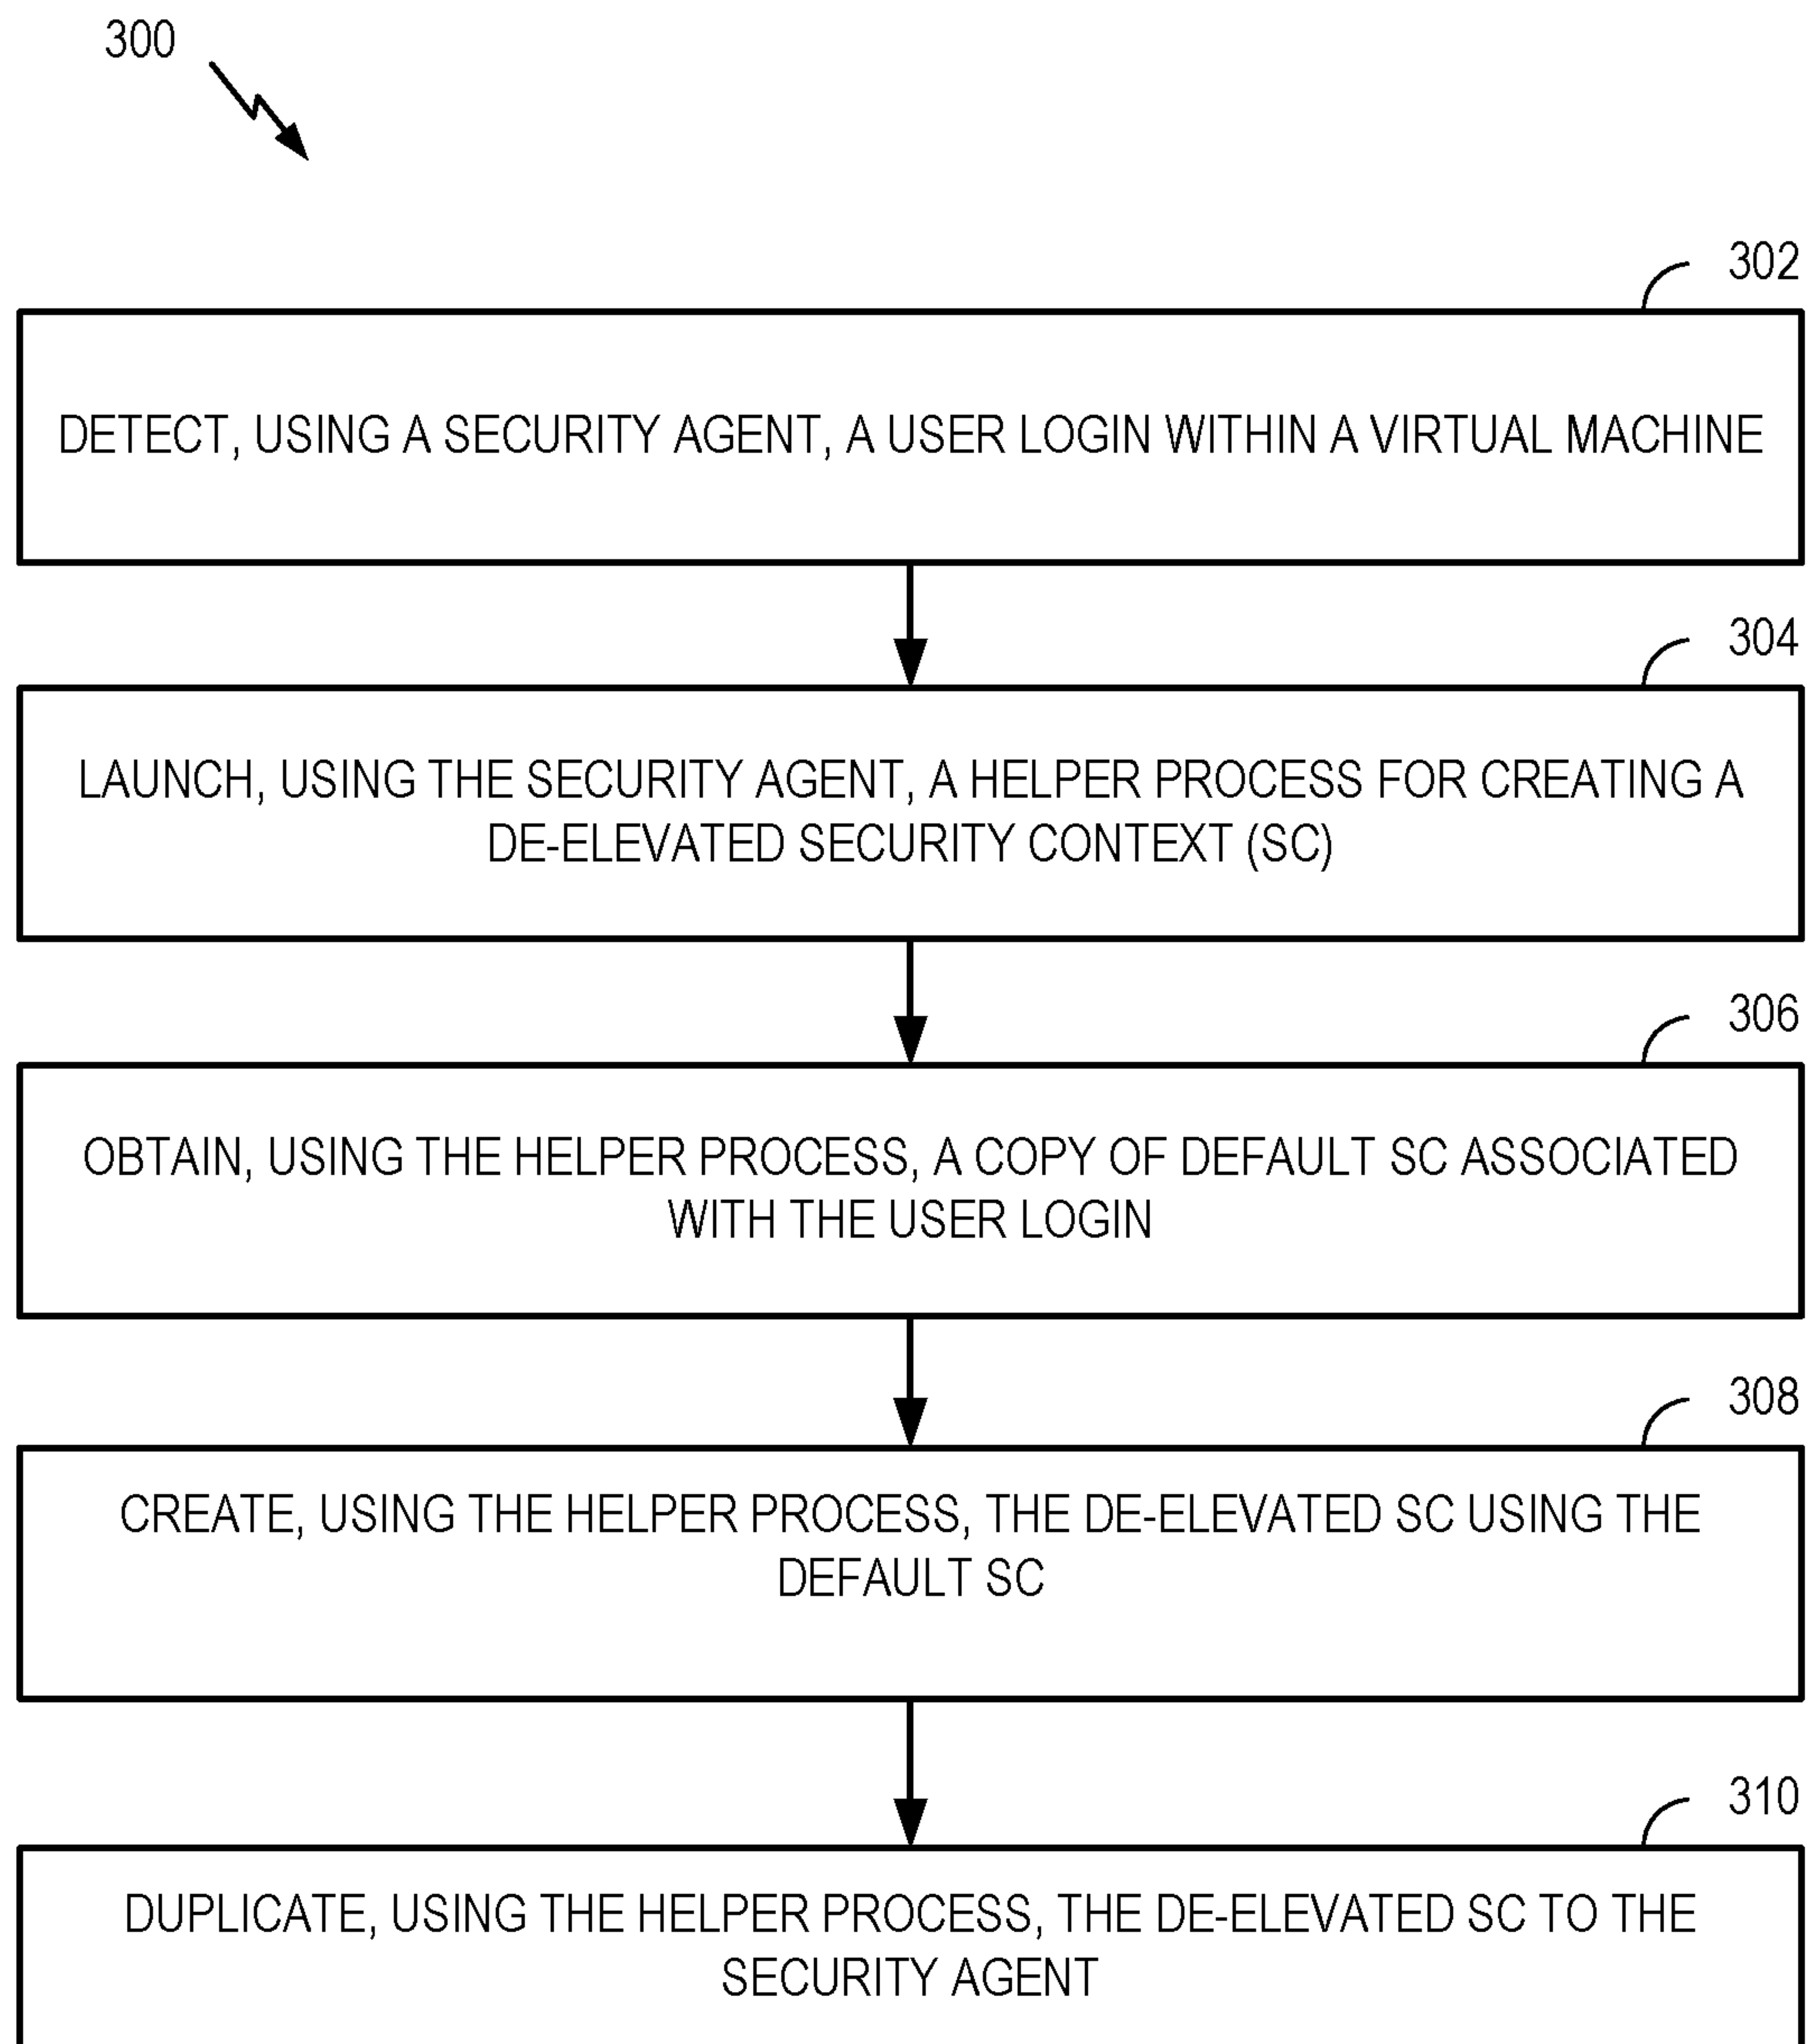 300
302
DETECT, USING A SECURITY AGENT, A USER LOGIN WITHIN A VIRTUAL MACHINE
304
LAUNCH, USING THE SECURITY AGENT, A HELPER PROCESS FOR CREATING A
DE-ELEVATED SECURITY CONTEXT (SC)
306
OBTAIN, USING THE HELPER PROCESS, A COPY OF DEFAULT SC ASSOCIATED
WITH THE USER LOGIN
308
CREATE, USING THE HELPER PROCESS, THE DE-ELEVATED SC USING THE
DEFAULT SC
310
DUPLICATE, USING THE HELPER PROCESS, THE DE-ELEVATED SC TO THE
SECURITY AGENT